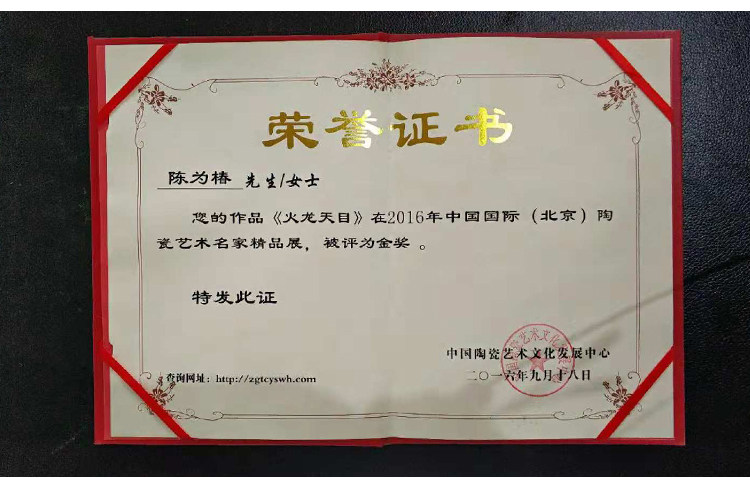 荣誉证书
陈为椿 先生/女士
您的作品《火龙天目》在2016年中国国际（北京）陶
瓷艺术名家精品展，被评为金奖。
特发此证
中国陶瓷艺术文化发展中心
查询网址：http://zgtcyswh.com
二〇一六年九月十八日